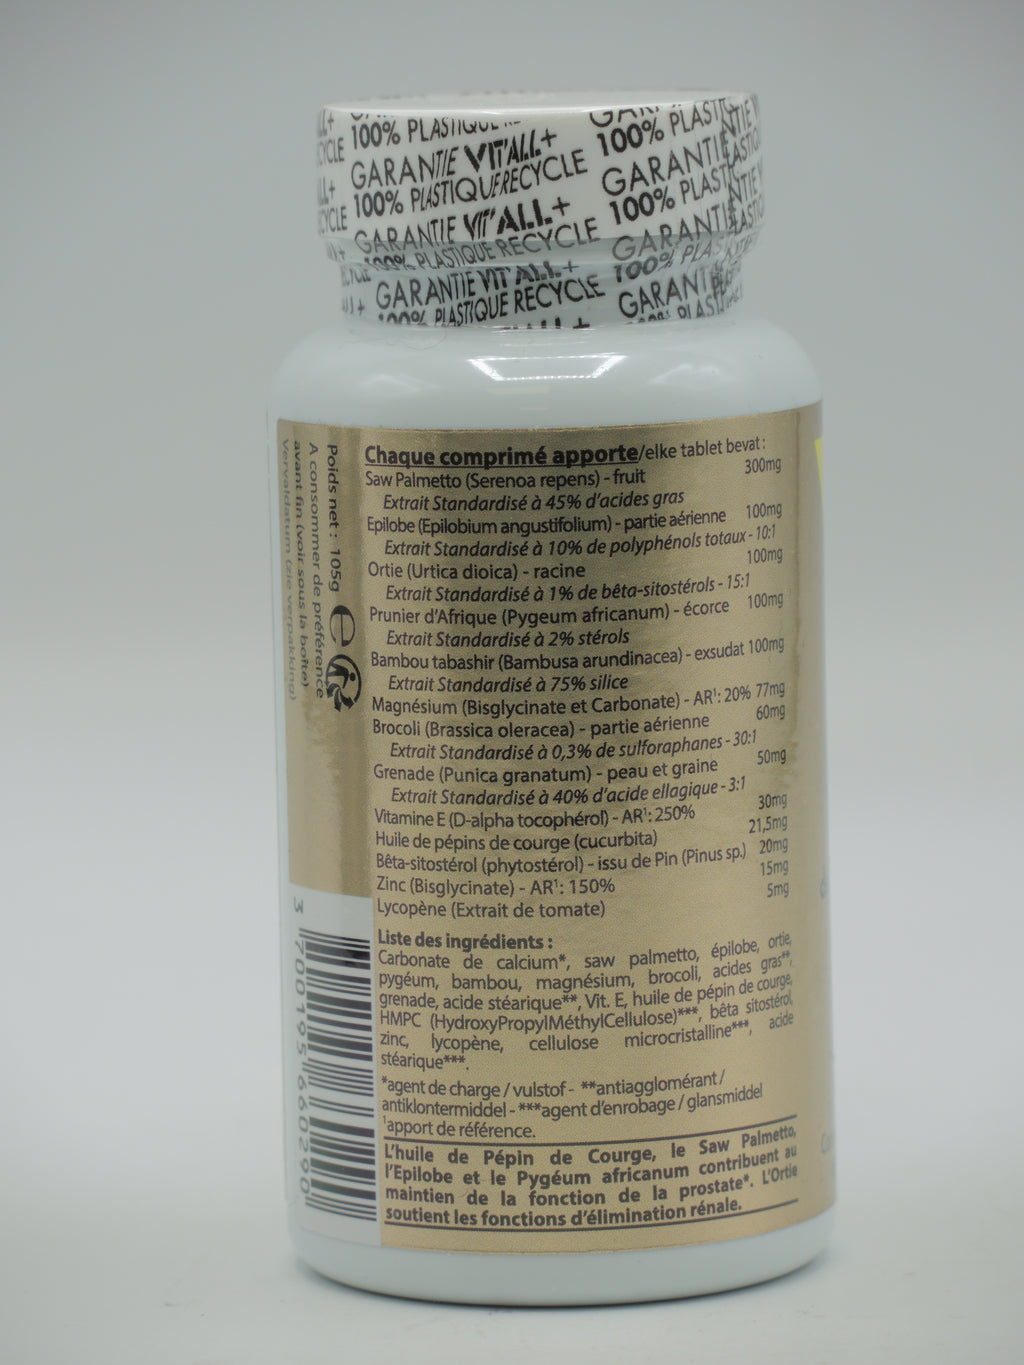 100% PLASTIQUE
GARANTIE VIT'ALL+
100% PLASTIQUE RECYCLE
GARANTIE VIT'ALL+
100% PLASTIQUE RECYCLE
GARANTIE VIT'ALL+
100% PLASTIQUE RECYCLE
Chaque comprimé apporte/elke tablet bevat :
Saw Palmetto (Serenoa repens) - fruit 300mg
Extrait Standardisé à 45% d'acides gras
Epilobe (Epilobium angustifolium) - partie aérienne 100mg
Extrait Standardisé à 10% de polyphénols totaux - 10:1
Ortie (Urtica dioica) - racine 100mg
Extrait Standardisé à 1% de bêta-sitostérols - 15:1
Prunier d'Afrique (Pygeum africanum) - écorce 100mg
Extrait Standardisé à 2% stérols
Bambou tabashir (Bambusa arundinacea) - exsudat 100mg
Extrait Standardisé à 75% silice
Magnésium (Bisglycinate et Carbonate) - AR¹: 20% 77mg
Brocoli (Brassica oleracea) - partie aérienne 60mg
Extrait Standardisé à 0,3% de sulforaphanes - 30:1
Grenade (Punica granatum) - peau et graine 50mg
Extrait Standardisé à 40% d'acide ellagique - 3:1
Vitamine E (D-alpha tocophérol) - AR¹: 250% 30mg
Huile de pépins de courge (cucurbita) 21,5mg
Bêta-sitostérol (phytostérol) - issu de Pin (Pinus sp.) 20mg
Zinc (Bisglycinate) - AR¹: 150% 15mg
Lycopène (Extrait de tomate) 5mg
Liste des ingrédients :
Carbonate de calcium*, saw palmetto, épilobe, ortie,
pygéum, bambou, magnésium, brocoli, acides gras**,
grenade, acide stéarique**, Vit. E, huile de pépin de courge,
HMPC (HydroxyPropylMéthylCellulose)***, bêta sitostérol,
zinc, lycopène, cellulose microcristalline***, acide
stéarique***.
*agent de charge / vulstof - **antiagglomérant /
antiklontermiddel - ***agent d'enrobage / glansmiddel
¹apport de référence.
L'huile de Pépin de Courge, le Saw Palmetto,
l'Epilobe et le Pygéum africanum contribuent au
maintien de la fonction de la prostate*. L'Ortie
soutient les fonctions d'élimination rénale.
Poids net : 105g e
A consommer de préférence
avant fin (voir sous la boîte)
Vervaldatum (zie verpakking)
3 700195 660290